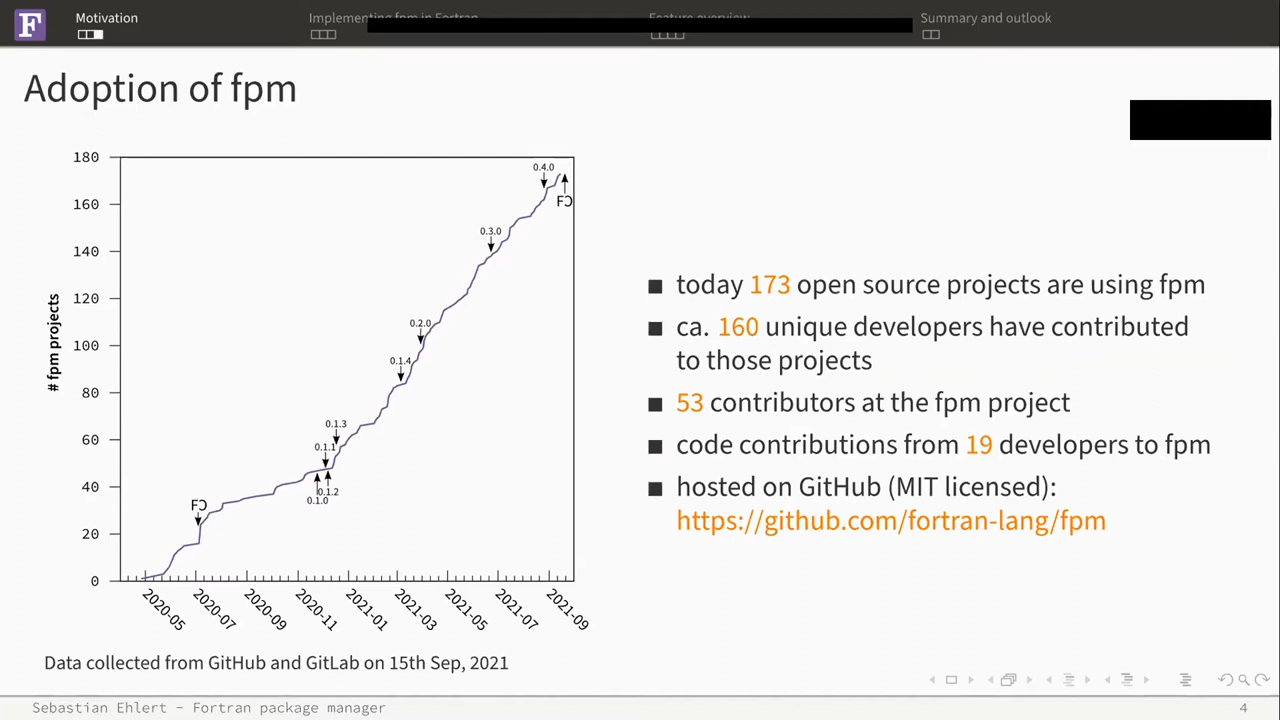 F
Motivation
Implementing fpm in Fortran
Feature overview
Summary and outlook
Adoption of fpm
# fpm projects
180
160
140
120
100
80
60
40
20
0
0.4.0
0.3.0
0.2.0
0.1.4
0.1.3
0.1.1
0.1.2
0.1.0
2020-05
2020-07
2020-09
2020-11
2021-01
2021-03
2021-05
2021-07
2021-09
Data collected from GitHub and GitLab on 15th Sep, 2021
■ today 173 open source projects are using fpm
■ ca. 160 unique developers have contributed
to those projects
■ 53 contributors at the fpm project
■ code contributions from 19 developers to fpm
■ hosted on GitHub (MIT licensed):
https://github.com/fortran-lang/fpm
Sebastian Ehlert – Fortran package manager
4